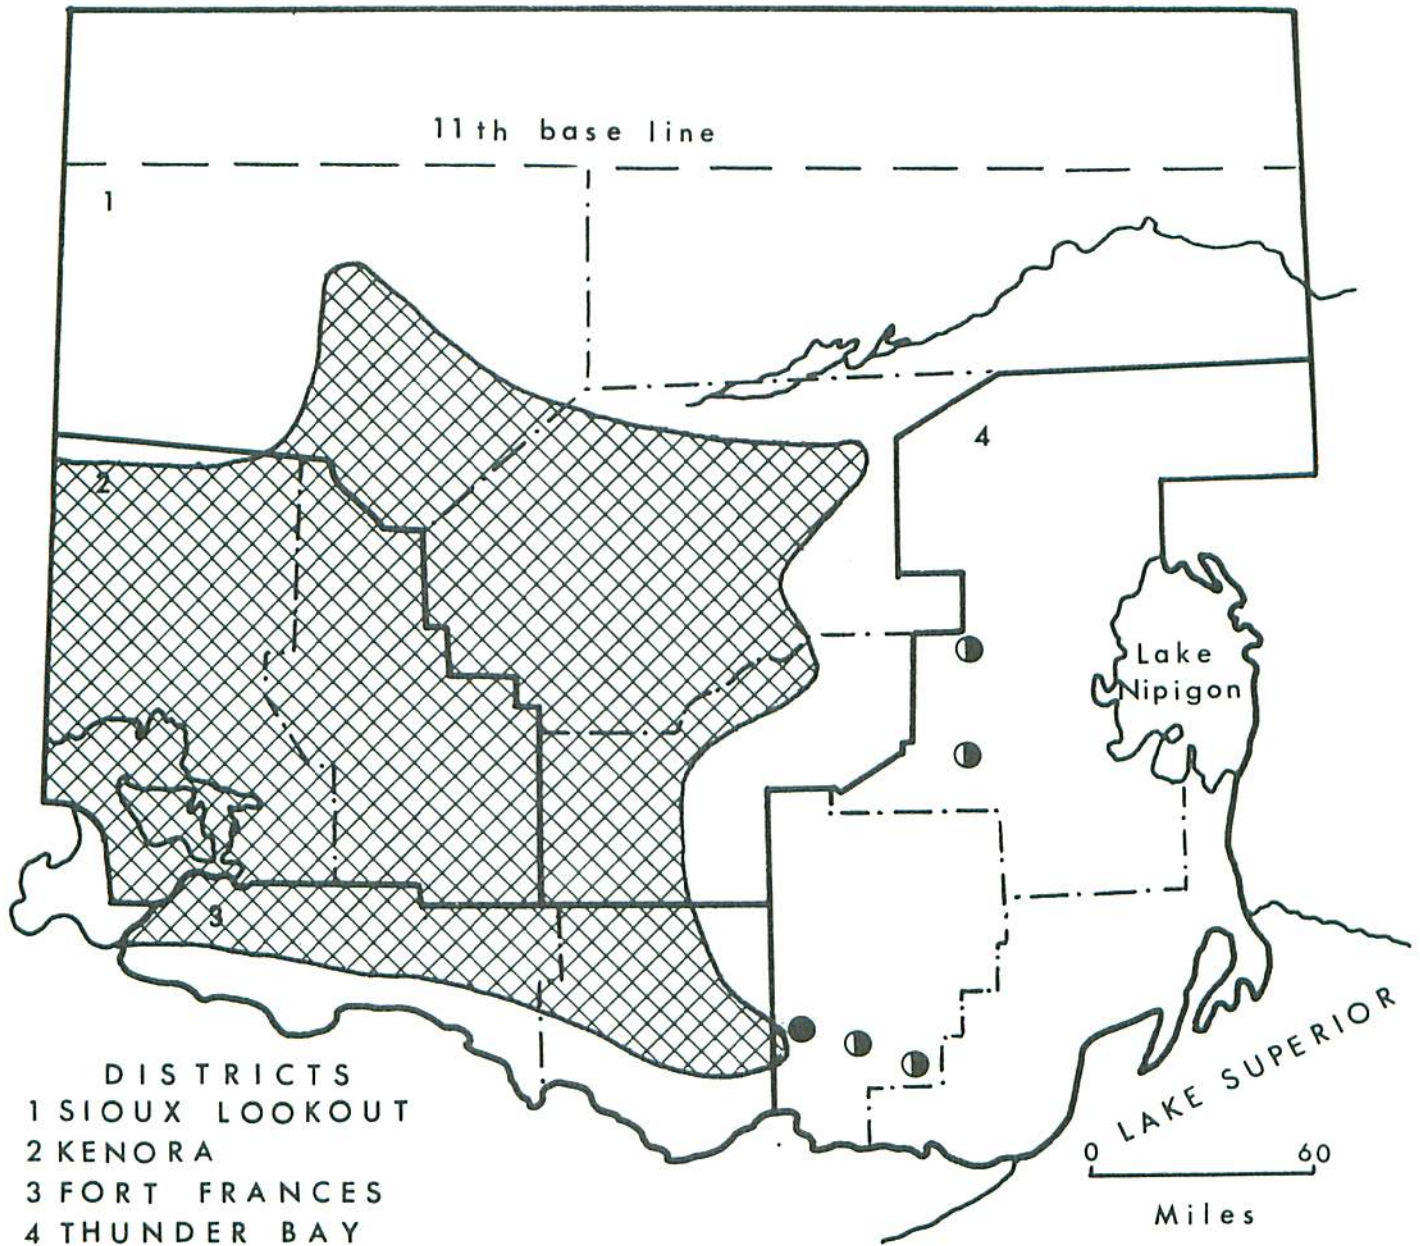 11th base line
1
4
2
Lake
Nipigon
3
LAKE SUPERIOR
DISTRICTS
1 SIOUX LOOKOUT
2 KENORA
3 FORT FRANCES
4 THUNDER BAY
0 60
Miles